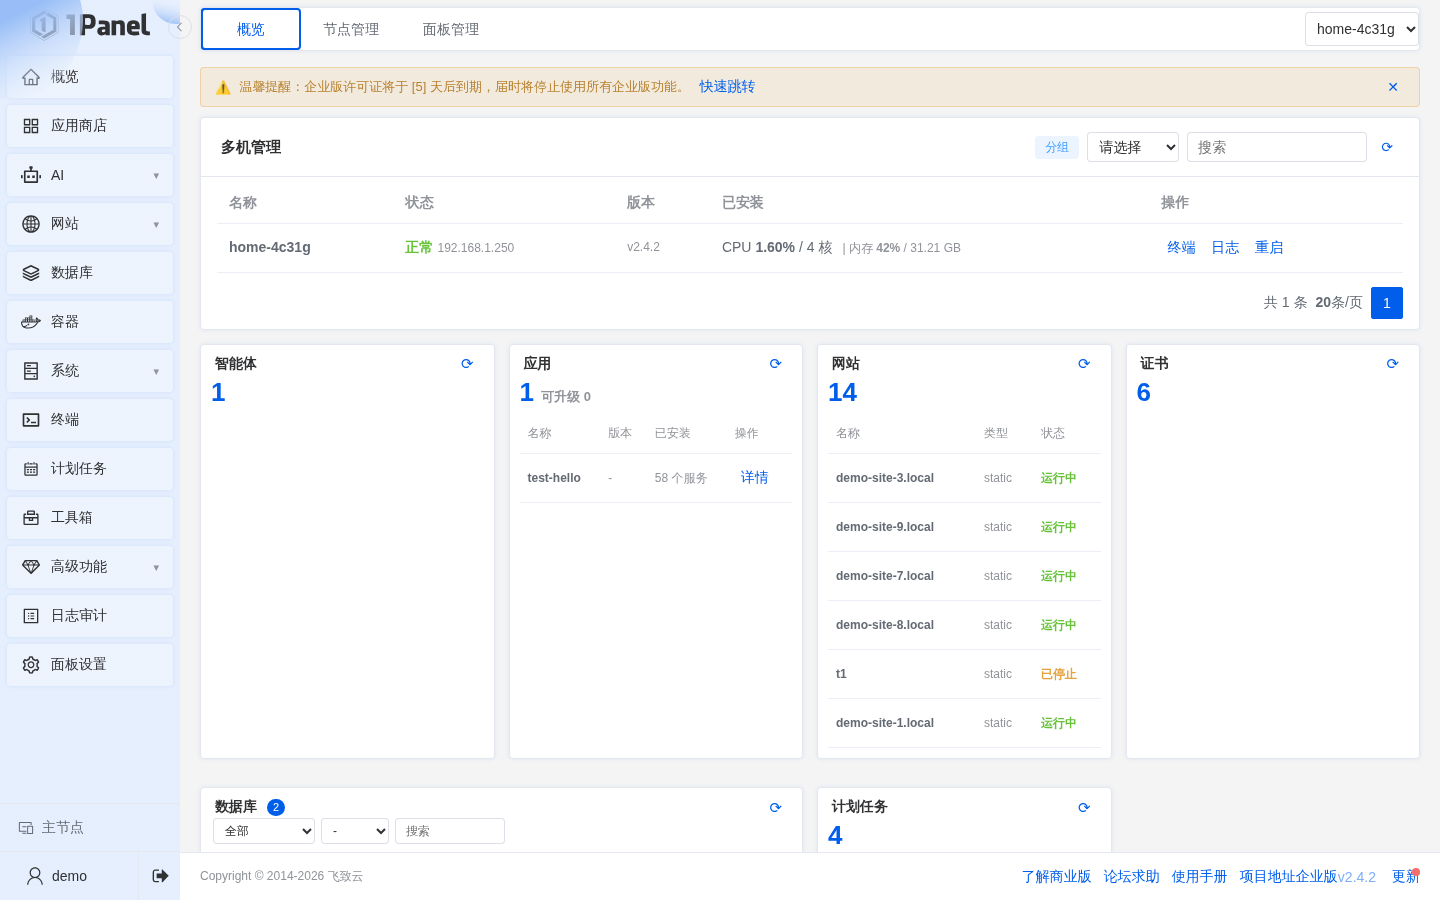 1Panel
概览
应用商店
AI
网站
数据库
容器
系统
终端
计划任务
工具箱
高级功能
日志审计
面板设置
主节点
demo
概览 节点管理 面板管理 home-4c31g
温馨提醒：企业版许可证将于 [5] 天后到期，届时将停止使用所有企业版功能。 快速跳转
多机管理 分组 请选择 搜索
名称 状态 版本 已安装 操作
home-4c31g 正常 192.168.1.250 v2.4.2 CPU 1.60% / 4 核 | 内存 42% / 31.21 GB 终端 日志 重启
共 1 条 20条/页 1
智能体
1
应用
1 可升级 0
名称 版本 已安装 操作
test-hello - 58 个服务 详情
网站
14
名称 类型 状态
demo-site-3.local static 运行中
demo-site-9.local static 运行中
demo-site-7.local static 运行中
demo-site-8.local static 运行中
t1 static 已停止
demo-site-1.local static 运行中
证书
6
数据库 2
全部 - 搜索
计划任务
4
Copyright © 2014-2026 飞致云 了解商业版 论坛求助 使用手册 项目地址企业版v2.4.2 更新